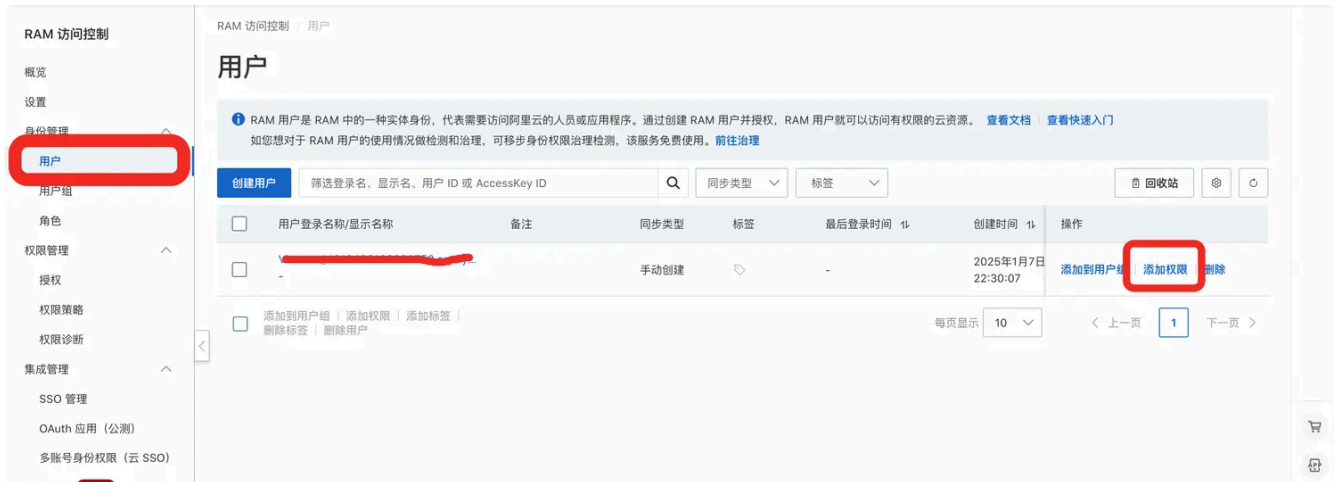 RAM 访问控制
概览
设置
身份管理
用户
用户组
角色
权限管理
授权
权限策略
权限诊断
集成管理
SSO 管理
OAuth 应用（公测）
多账号身份权限（云 SSO）
RAM 访问控制 / 用户
用户
RAM 用户是 RAM 中的一种实体身份，代表需要访问阿里云的人员或应用程序。通过创建 RAM 用户并授权，RAM 用户就可以访问有权限的云资源。 查看文档 | 查看快速入门
如您想对于 RAM 用户的使用情况做检测和治理，可移步身份权限治理检测，该服务免费使用。前往治理
创建用户 筛选登录名、显示名、用户 ID 或 AccessKey ID 同步类型 标签 回收站
用户登录名称/显示名称 备注 同步类型 标签 最后登录时间 创建时间 操作
手动创建 - 2025年1月7日 添加到用户组 | 添加权限 | 删除
- 22:30:07
添加到用户组 | 添加权限 | 添加标签 |
删除标签 | 删除用户
每页显示 10 上一页 1 下一页